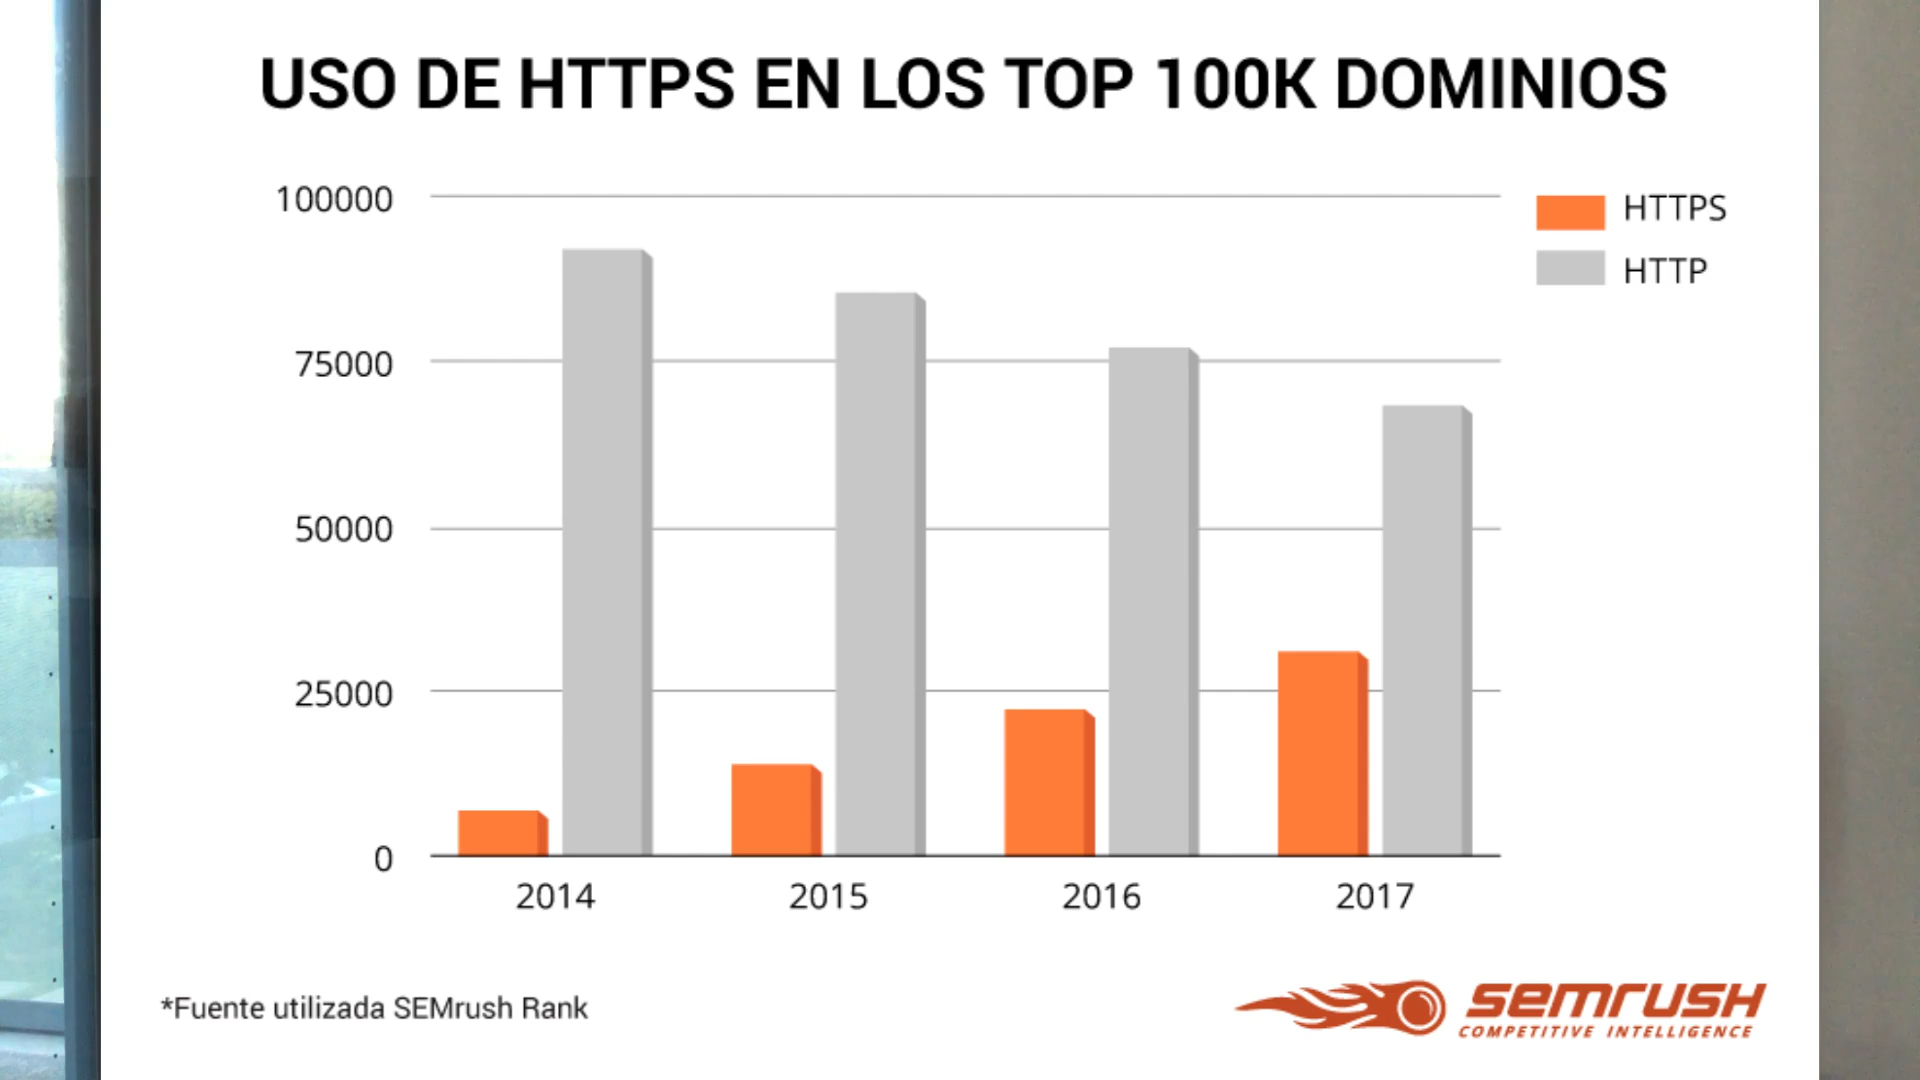 USO DE HTTPS EN LOS TOP 100K DOMINIOS
100000
75000
50000
25000
0
HTTPS
HTTP
2014 2015 2016 2017
*Fuente utilizada SEMrush Rank
semrush
COMPETITIVE INTELLIGENCE